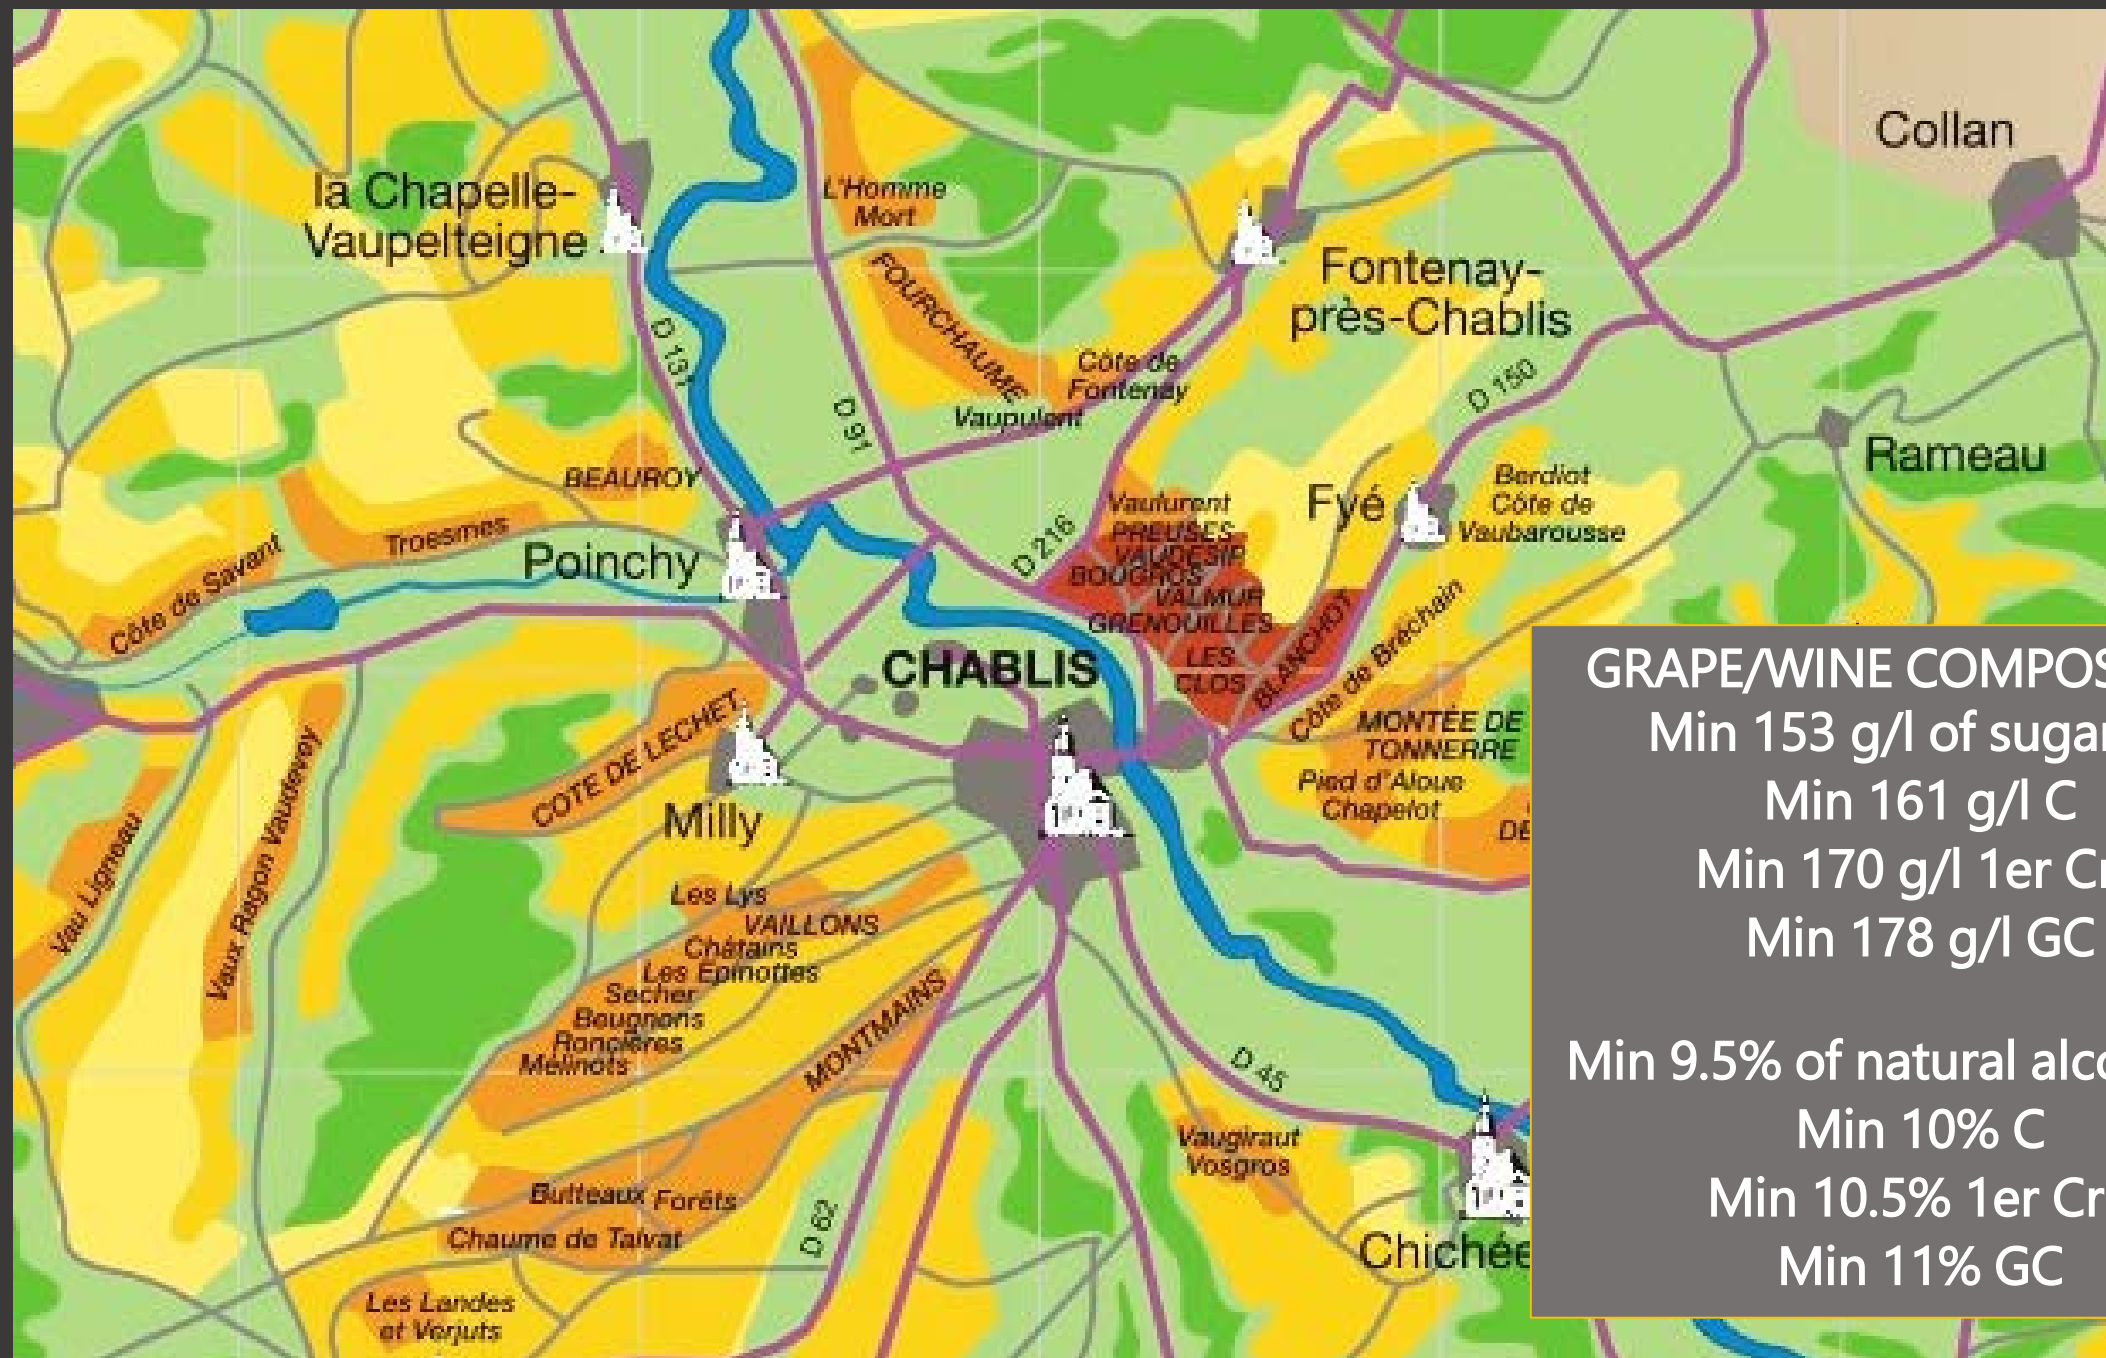 Collan
la Chapelle-
Vaupelteigne
L'Homme
Mort
Fontenay-
près-Chablis
FOURCHAUME
D 131
Côte de
Fontenay
D 150
D 91
Vaupulent
Rameau
BEAUROY
Fyé
Berdiot
Côte de
Vaubarousse
Vaulurent
PREUSES
VAUDESIR
BOUGROS
VALMUR
GRENOUILLES
LES
CLOS
BLANCHOT
D 216
Troesmes
Poinchy
Côte de Savant
CHABLIS
Côte de Bréchain
MONTÉE DE
TONNERRE
Pied d'Aloue
Chapelot
DE
COTE DE LECHET
Milly
Vaux Ragon Vaudevey
Vau Ligneau
Les Lys
VAILLONS
Châtains
Les Epinottes
Sècher
Beugnons
Roncières
Mélinots
MONTMAINS
D 45
Vaugiraut
Vosgros
Butteaux Forêts
Chaume de Talvat
D 62
Chichée
Les Landes
et Verjuts
GRAPE/WINE COMPOS
Min 153 g/l of sugar
Min 161 g/l C
Min 170 g/l 1er Cr
Min 178 g/l GC
Min 9.5% of natural alco
Min 10% C
Min 10.5% 1er Cr
Min 11% GC